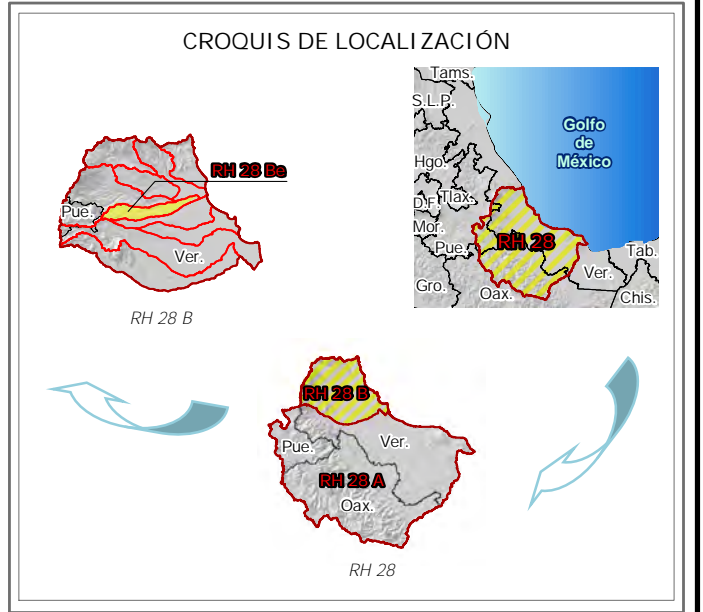 CROQUIS DE LOCALIZACIÓN
RH 28 Be
Pue.
Ver.
RH 28 B
Tams.
S.L.P.
Golfo
de
México
Hgo.
D.F.
Tlax.
Mor.
Pue.
RH 28
Gro.
Oax.
Ver.
Tab.
Chis.
RH 28 B
Pue.
Ver.
RH 28 A
Oax.
RH 28